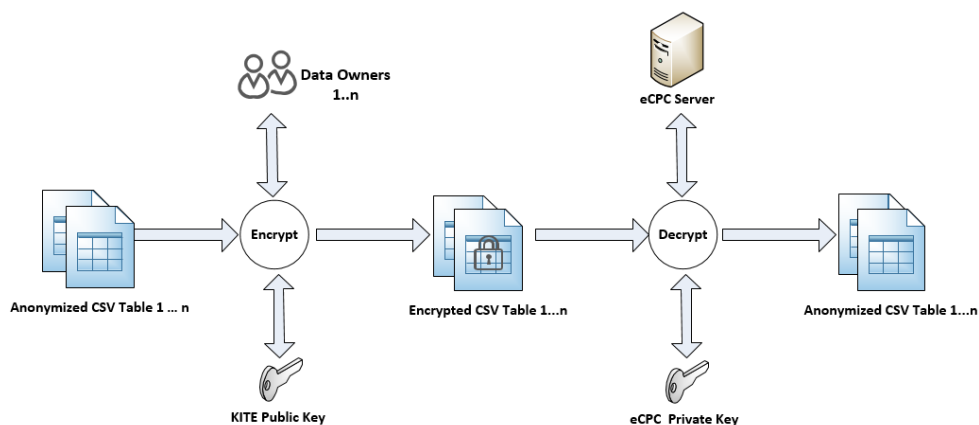 Data Owners
1..n
eCPC Server
Encrypt
Decrypt
Anonymized CSV Table 1 ... n
Encrypted CSV Table 1...n
Anonymized CSV Table 1...n
KITE Public Key
eCPC Private Key